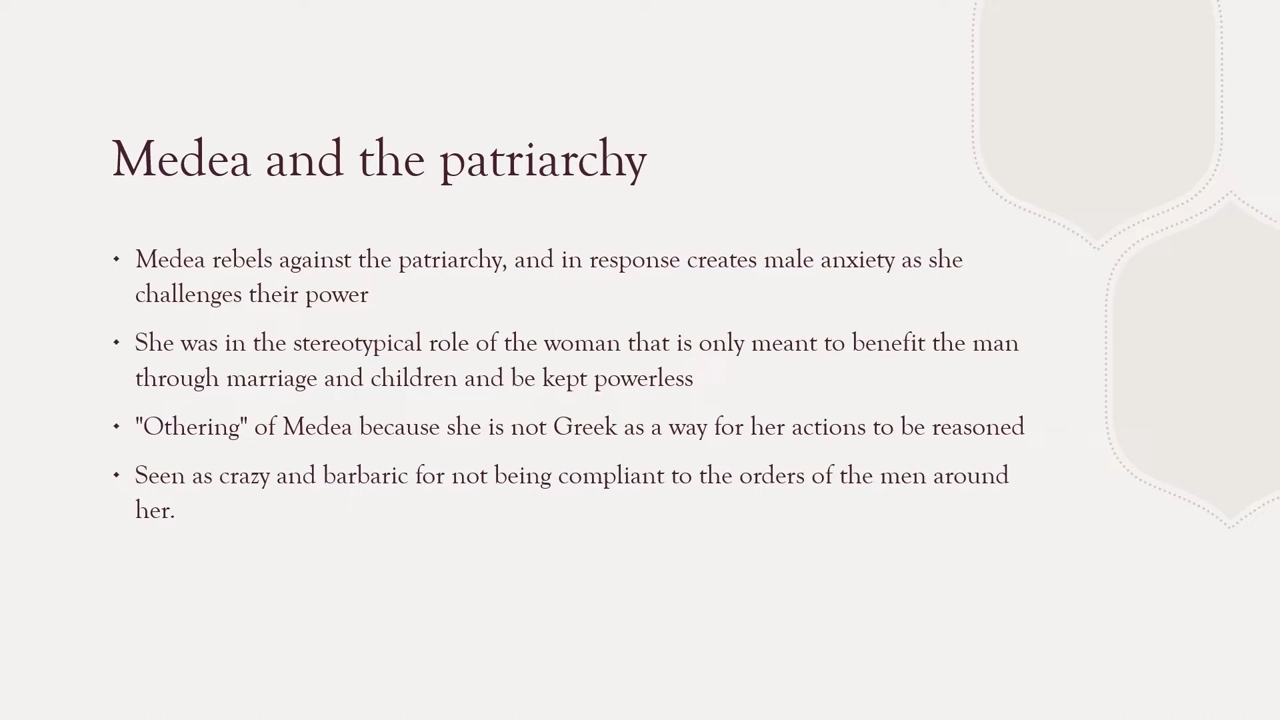 Medea and the patriarchy
• Medea rebels against the patriarchy, and in response creates male anxiety as she
challenges their power
• She was in the stereotypical role of the woman that is only meant to benefit the man
through marriage and children and be kept powerless
• "Othering" of Medea because she is not Greek as a way for her actions to be reasoned
• Seen as crazy and barbaric for not being compliant to the orders of the men around
her.